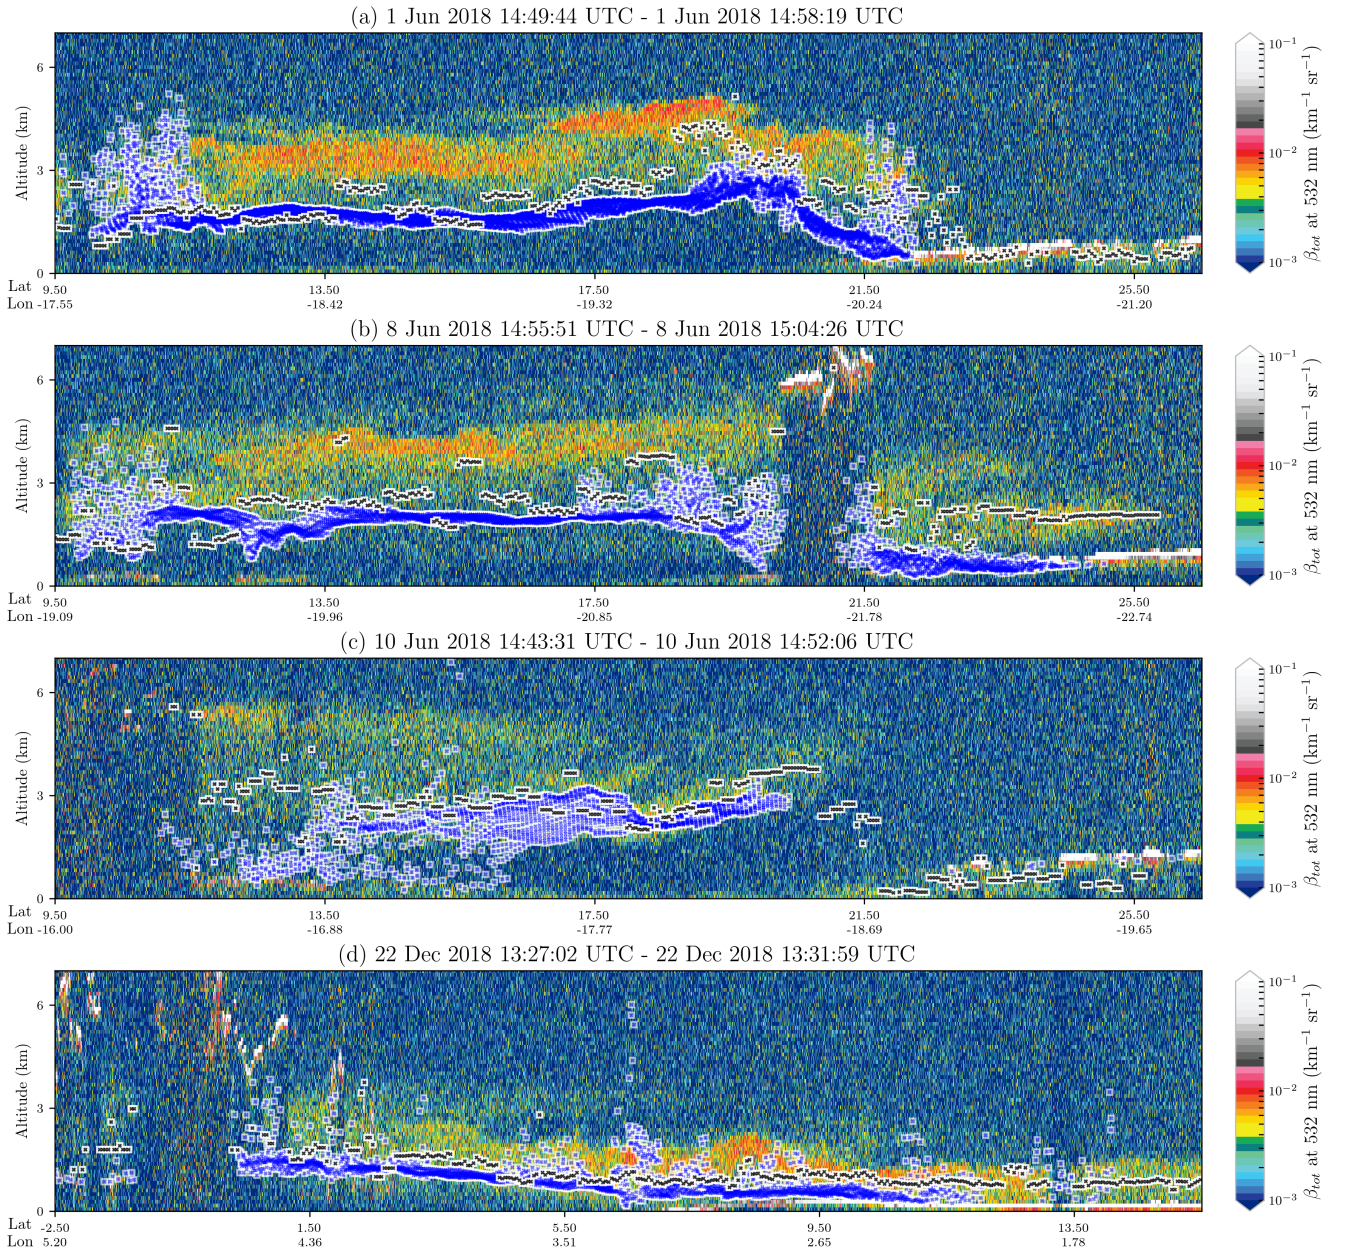 (a) 1 Jun 2018 14:49:44 UTC - 1 Jun 2018 14:58:19 UTC
Altitude (km)
6
3
0
Lat 9.50 13.50 17.50 21.50 25.50
Lon -17.55 -18.42 -19.32 -20.24 -21.20
10⁻¹
10⁻²
10⁻³
βtot at 532 nm (km⁻¹ sr⁻¹)
(b) 8 Jun 2018 14:55:51 UTC - 8 Jun 2018 15:04:26 UTC
Altitude (km)
6
3
0
Lat 9.50 13.50 17.50 21.50 25.50
Lon -19.09 -19.96 -20.85 -21.78 -22.74
10⁻¹
10⁻²
10⁻³
βtot at 532 nm (km⁻¹ sr⁻¹)
(c) 10 Jun 2018 14:43:31 UTC - 10 Jun 2018 14:52:06 UTC
Altitude (km)
6
3
0
Lat 9.50 13.50 17.50 21.50 25.50
Lon -16.00 -16.88 -17.77 -18.69 -19.65
10⁻¹
10⁻²
10⁻³
βtot at 532 nm (km⁻¹ sr⁻¹)
(d) 22 Dec 2018 13:27:02 UTC - 22 Dec 2018 13:31:59 UTC
Altitude (km)
6
3
0
Lat -2.50 1.50 5.50 9.50 13.50
Lon 5.20 4.36 3.51 2.65 1.78
10⁻¹
10⁻²
10⁻³
βtot at 532 nm (km⁻¹ sr⁻¹)